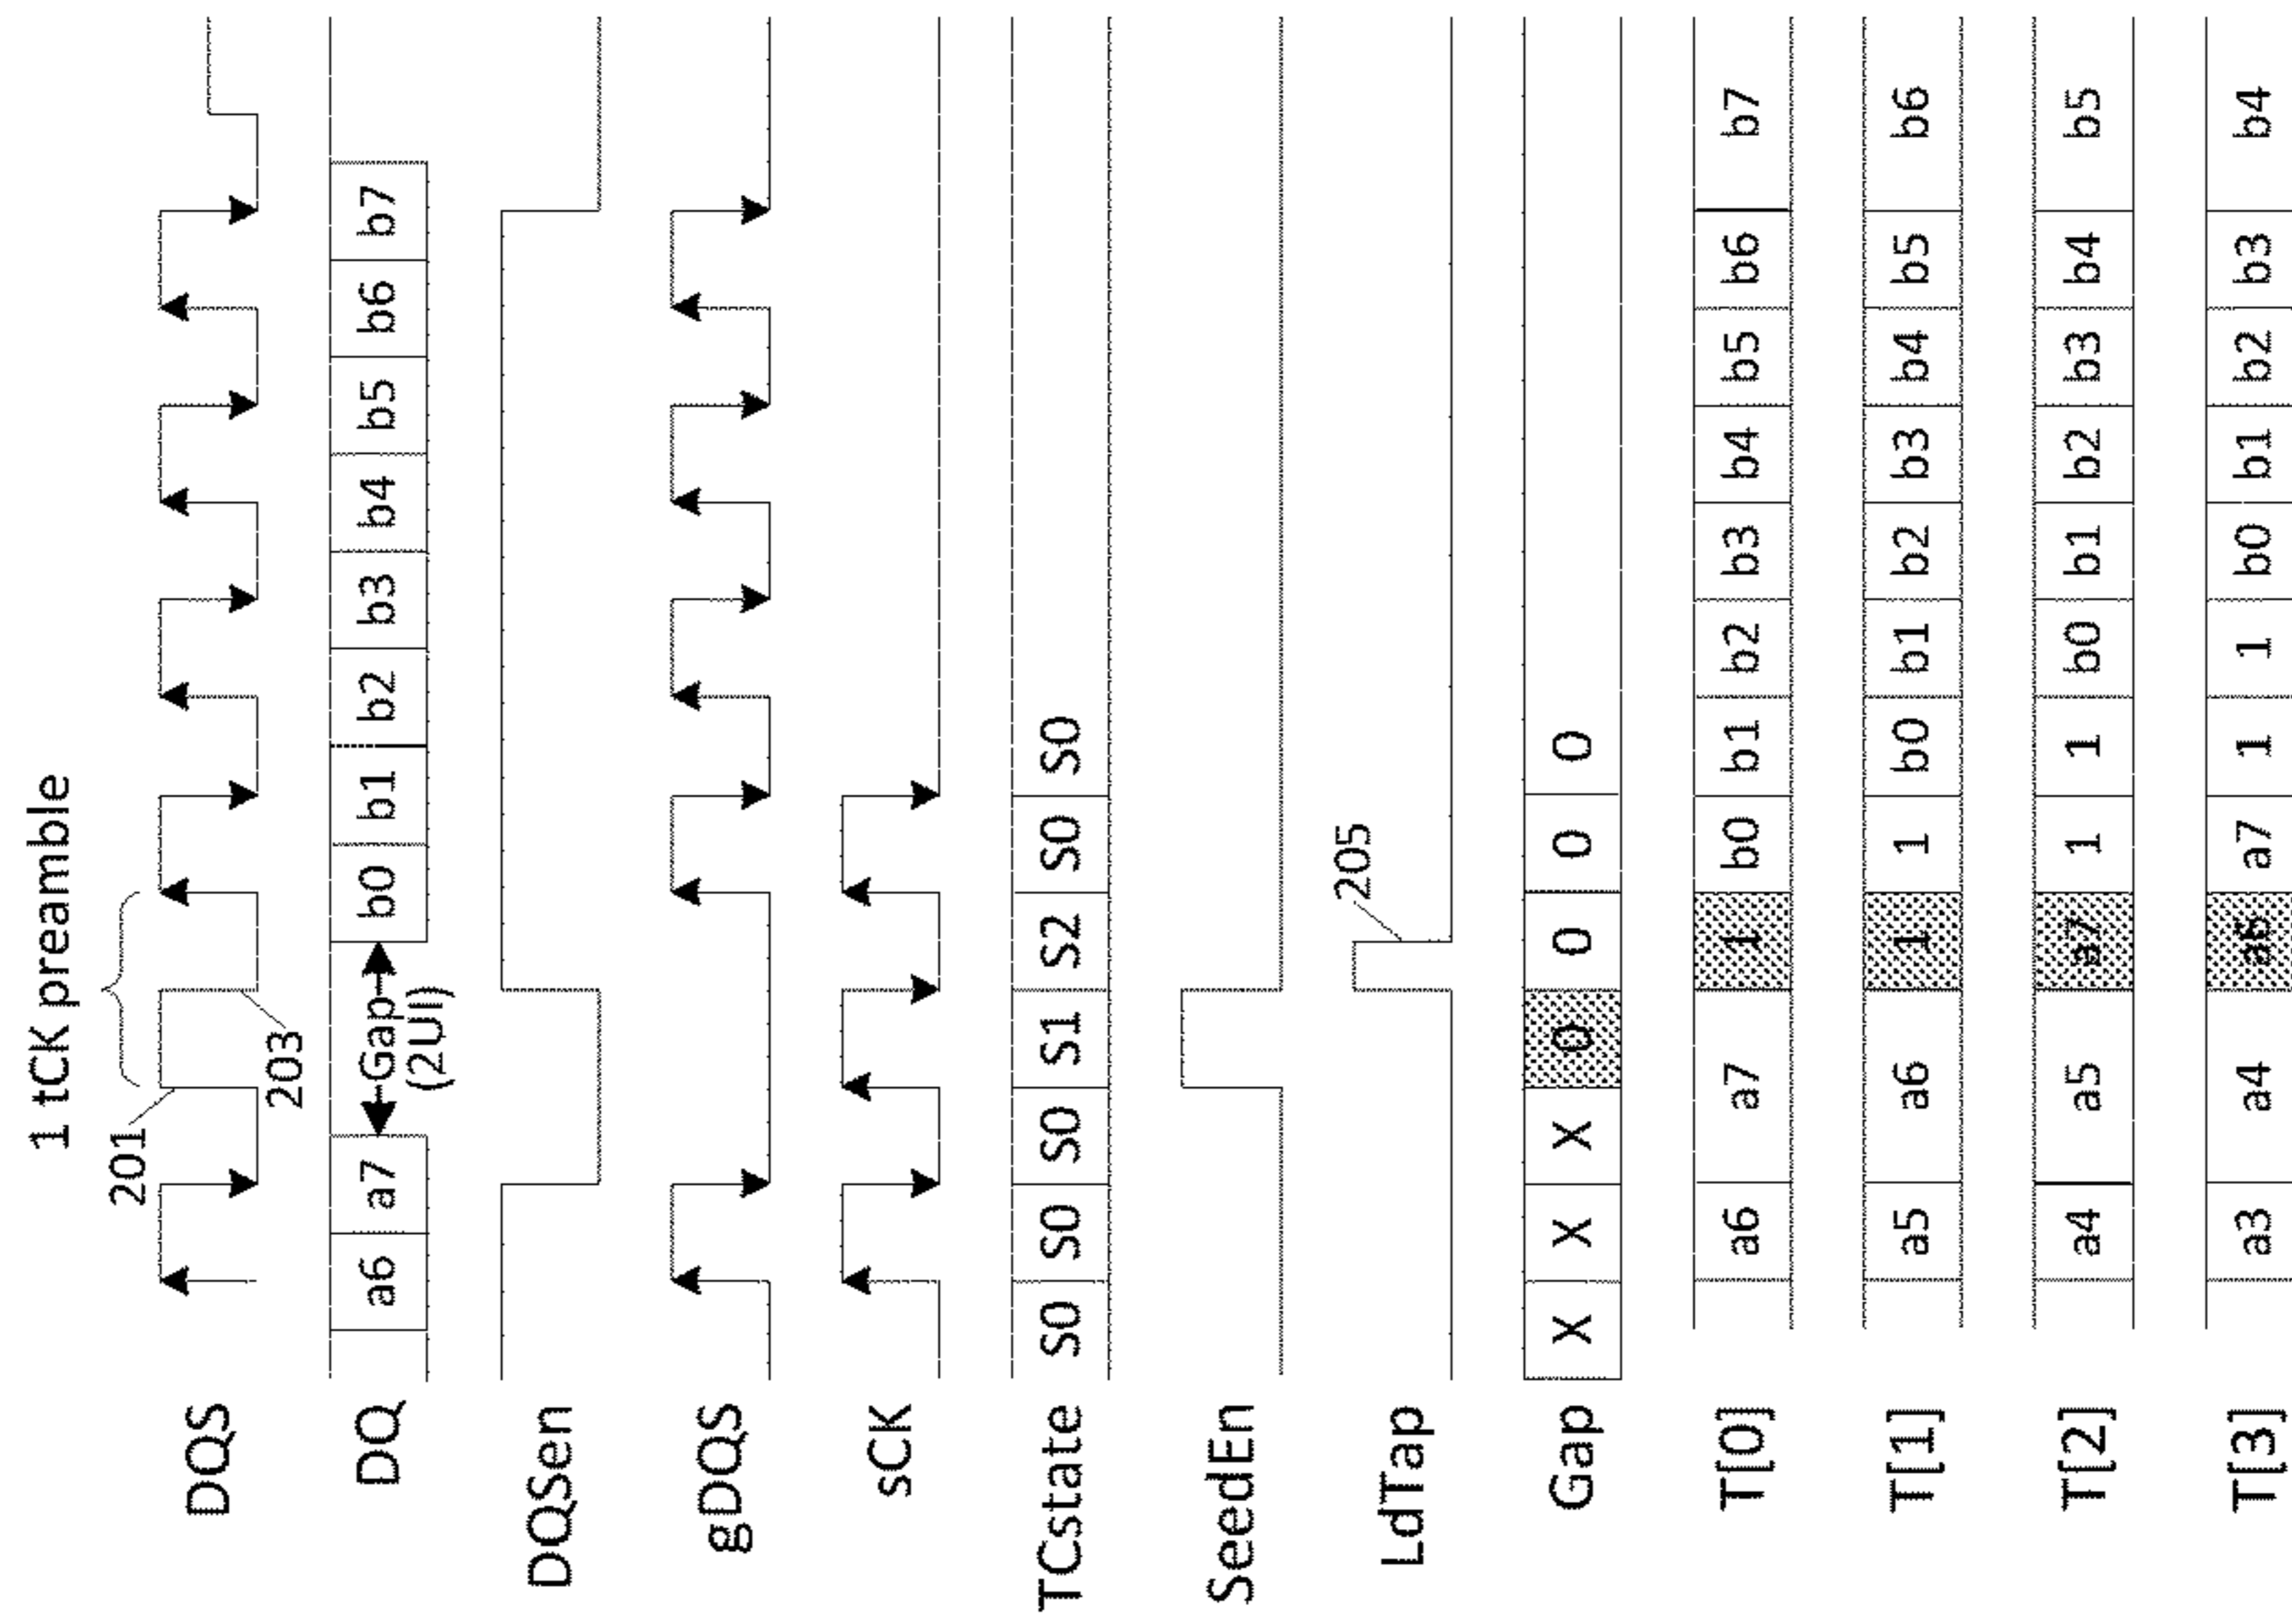 1 tCK preamble
201
203
DQS
DQ a6 a7 Gap b0 b1 b2 b3 b4 b5 b6 b7
(2UI)
DQSen
gDQS
sCK
TCstate S0 S0 S0 S1 S2 S0 S0
SeedEn
205
LdTap
Gap X X X 0 0 0 0
T[0] a6 a7 1 b0 b1 b2 b3 b4 b5 b6 b7
T[1] a5 a6 1 1 b0 b1 b2 b3 b4 b5 b6
T[2] a4 a5 a7 1 1 b0 b1 b2 b3 b4 b5
T[3] a3 a4 a6 a7 1 1 b0 b1 b2 b3 b4